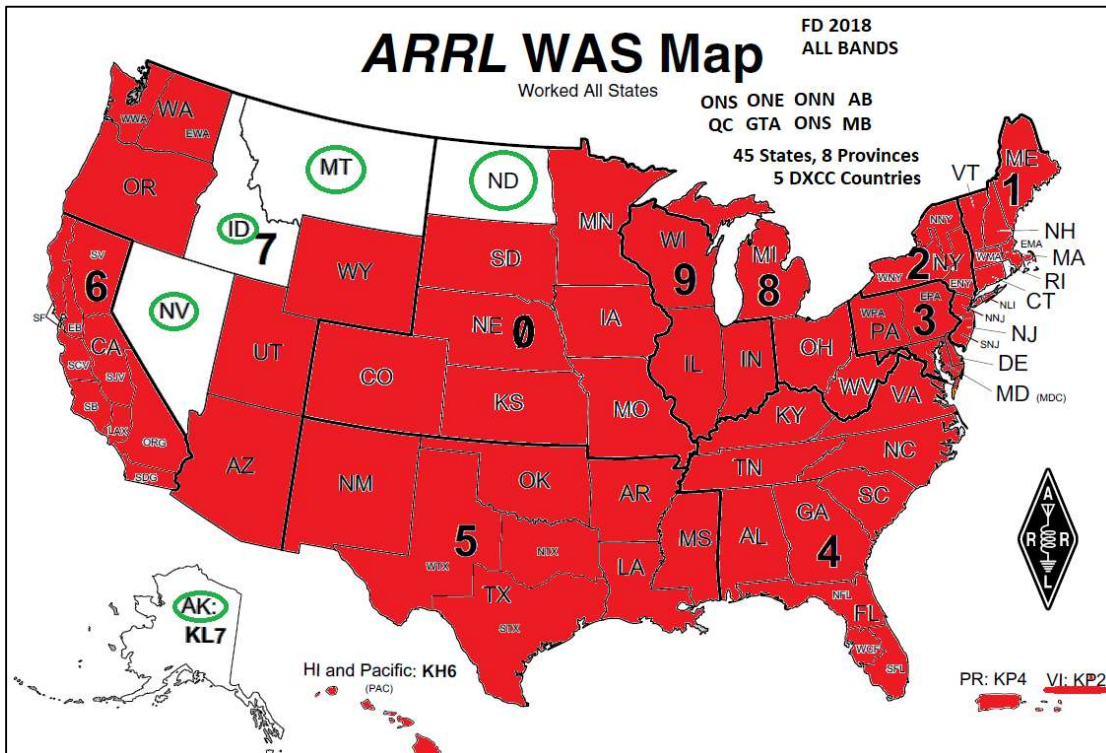 ARRL WAS Map
Worked All States
FD 2018
ALL BANDS
ONS ONE ONN AB
QC GTA ONS MB
45 States, 8 Provinces
5 DXCC Countries
WA
WWA
EWA
OR
ID
7
MT
ND
MN
WY
SD
NV
UT
CO
NE
0
KS
IA
MO
WI
9
MI
8
IL
IN
OH
KY
WV
VA
ME
1
VT
NH
EMA
MA
WMA
RI
CT
NNY
NY
2
WNY
ENY
NLI
NNJ
NJ
SNJ
EPA
WPA
PA
3
DE
MD (MDC)
6
SV
SF
EB
CA
SCV
SJV
SB
LAX
ORG
SDG
AZ
NM
OK
AR
TN
NC
SC
MS
AL
GA
4
LA
5
WTX
NTX
TX
STX
NFL
FL
WCF
SFL
AK:
KL7
HI and Pacific: KH6
(PAC)
PR: KP4
VI: KP2
A
R R
L